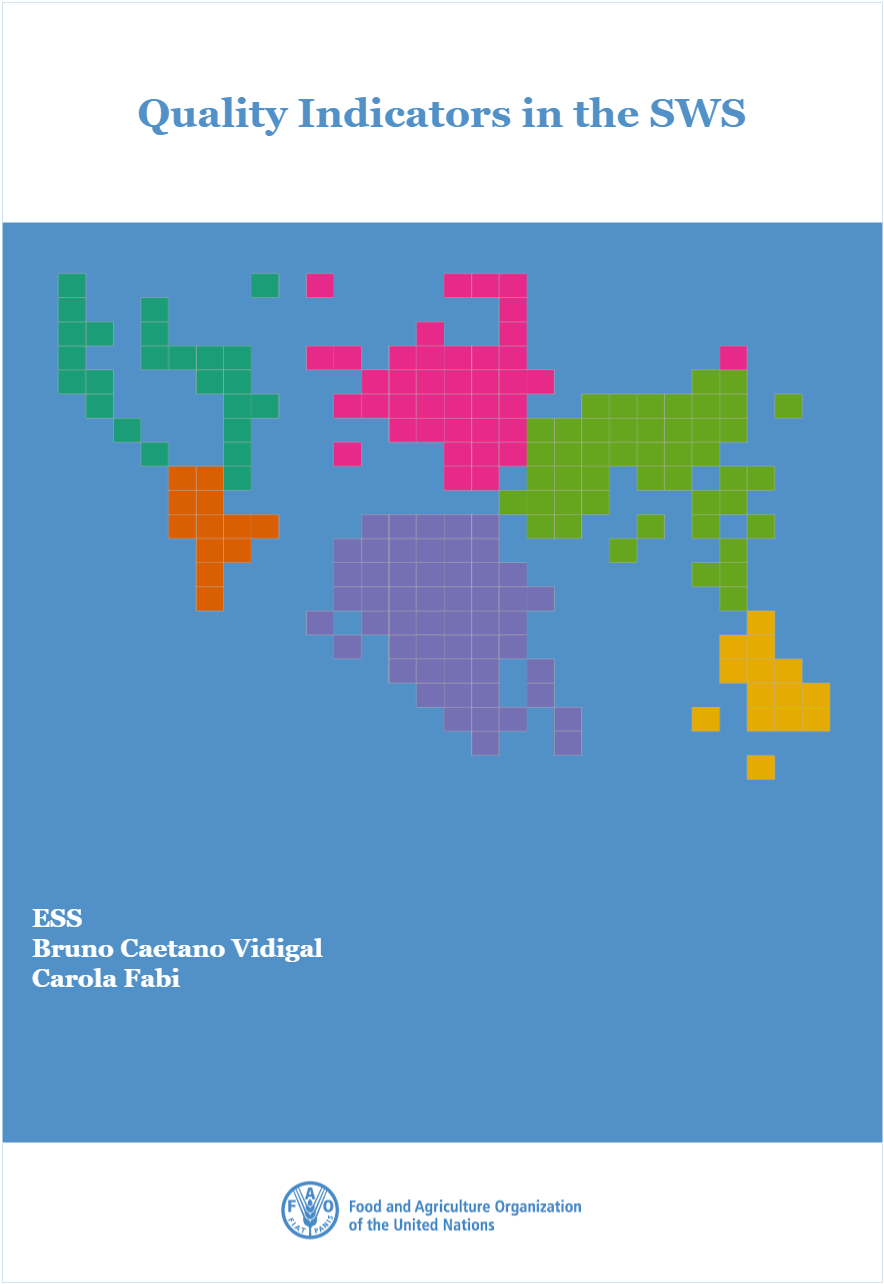 Quality Indicators in the SWS
ESS
Bruno Caetano Vidigal
Carola Fabi
F A O
FIAT PANIS
Food and Agriculture Organization
of the United Nations